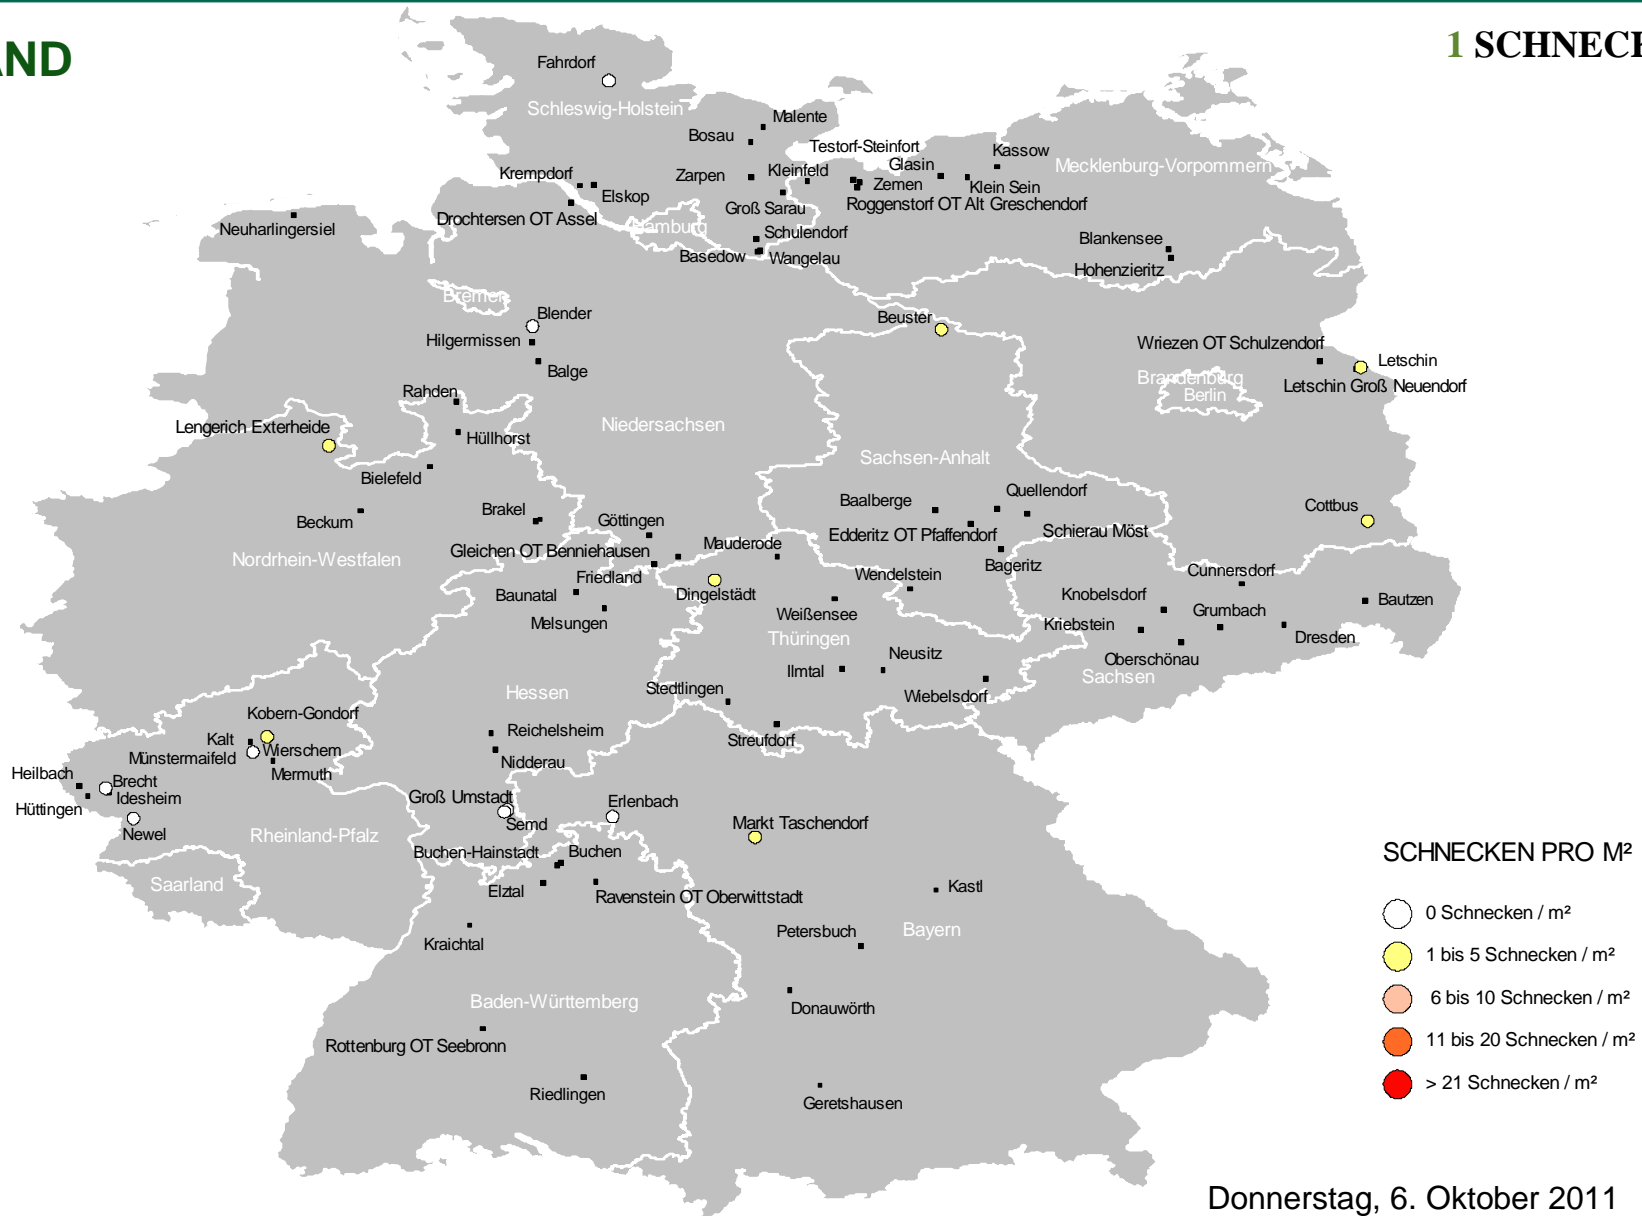 AND
1 SCHNECK
Fahrdorf
Schleswig-Holstein
Malente
Bosau
Testorf-Steinfort
Kassow
Mecklenburg-Vorpommern
Glasin
Krempdorf
Zarpen
Kleinfeld
Zemen
Klein Sein
Elskop
Groß Sarau
Roggenstorf OT Alt Greschendorf
Drochtersen OT Assel
Neuharlingersiel
Hamburg
Schulendorf
Blankensee
Basedow
Wangelau
Hohenzieritz
Bremen
Blender
Beuster
Hilgermissen
Wriezen OT Schulzendorf
Letschin
Balge
Brandenburg
Letschin Groß Neuendorf
Rahden
Berlin
Lengerich Exterheide
Niedersachsen
Hüllhorst
Sachsen-Anhalt
Bielefeld
Quellendorf
Baalberge
Cottbus
Brakel
Beckum
Göttingen
Edderitz OT Pfaffendorf
Schierau Möst
Mauderode
Gleichen OT Benniehausen
Nordrhein-Westfalen
Bageritz
Friedland
Wendelstein
Cunnersdorf
Baunatal
Dingelstädt
Knobelsdorf
Bautzen
Weißensee
Grumbach
Melsungen
Kriebstein
Thüringen
Dresden
Neusitz
Oberschönau
Ilmtal
Sachsen
Hessen
Stedtlingen
Wiebelsdorf
Kobern-Gondorf
Reichelsheim
Kalt
Streufdorf
Wierschem
Münstermaifeld
Nidderau
Heilbach
Mermuth
Brecht
Idesheim
Groß Umstadt
Erlenbach
Hüttingen
Semd
Markt Taschendorf
Newel
Rheinland-Pfalz
Buchen-Hainstadt
Buchen
SCHNECKEN PRO M²
Saarland
Elztal
Ravenstein OT Oberwittstadt
Kastl
0 Schnecken / m²
Kraichtal
Petersbuch
Bayern
1 bis 5 Schnecken / m²
Baden-Württemberg
6 bis 10 Schnecken / m²
Donauwörth
Rottenburg OT Seebronn
11 bis 20 Schnecken / m²
Riedlingen
> 21 Schnecken / m²
Geretshausen
Donnerstag, 6. Oktober 2011